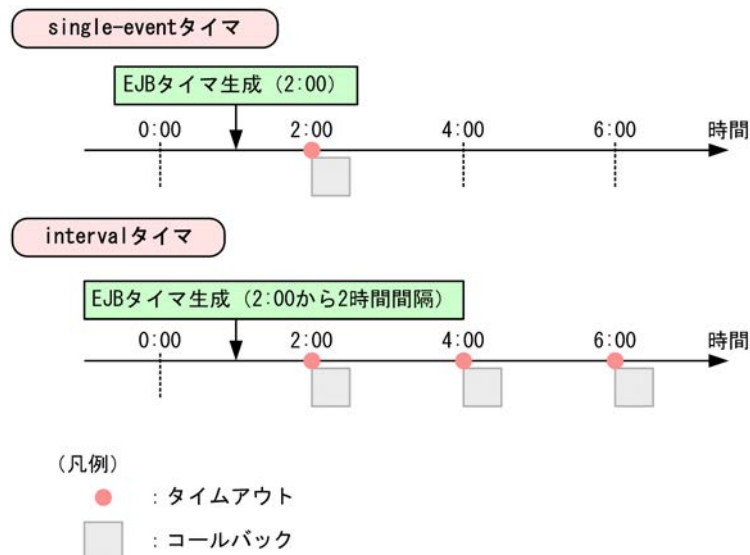 single-eventタイマ
EJBタイマ生成（2:00）
0:00 2:00 4:00 6:00 時間
intervalタイマ
EJBタイマ生成（2:00から2時間間隔）
0:00 2:00 4:00 6:00 時間
（凡例）
：タイムアウト
：コールバック